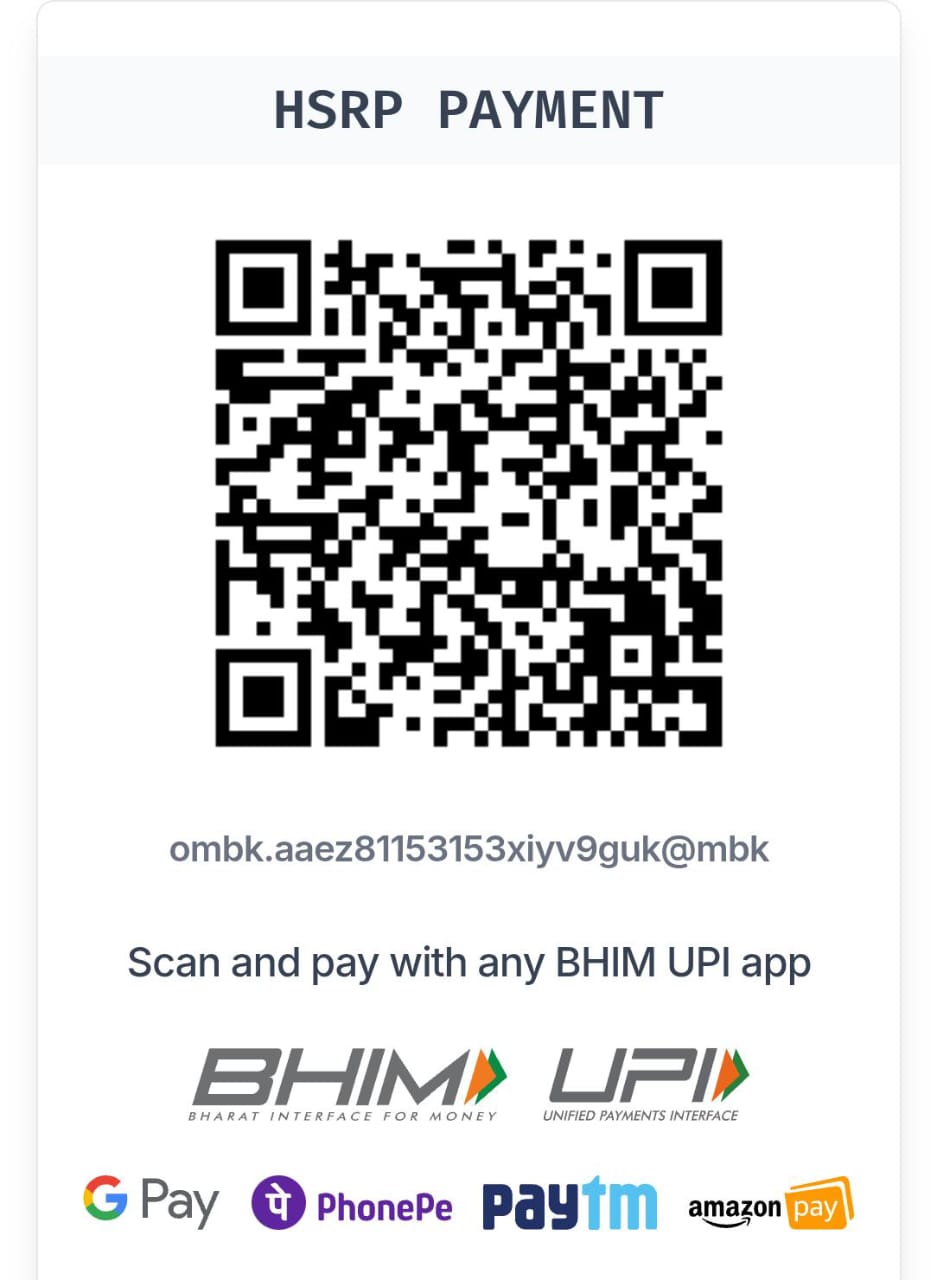 HSRP PAYMENT
ombk.aaez81153153xiyv9guk@mbk
Scan and pay with any BHIM UPI app
BHIM UPI
BHARAT INTERFACE FOR MONEY UNIFIED PAYMENTS INTERFACE
G Pay पे PhonePe paytm amazon pay